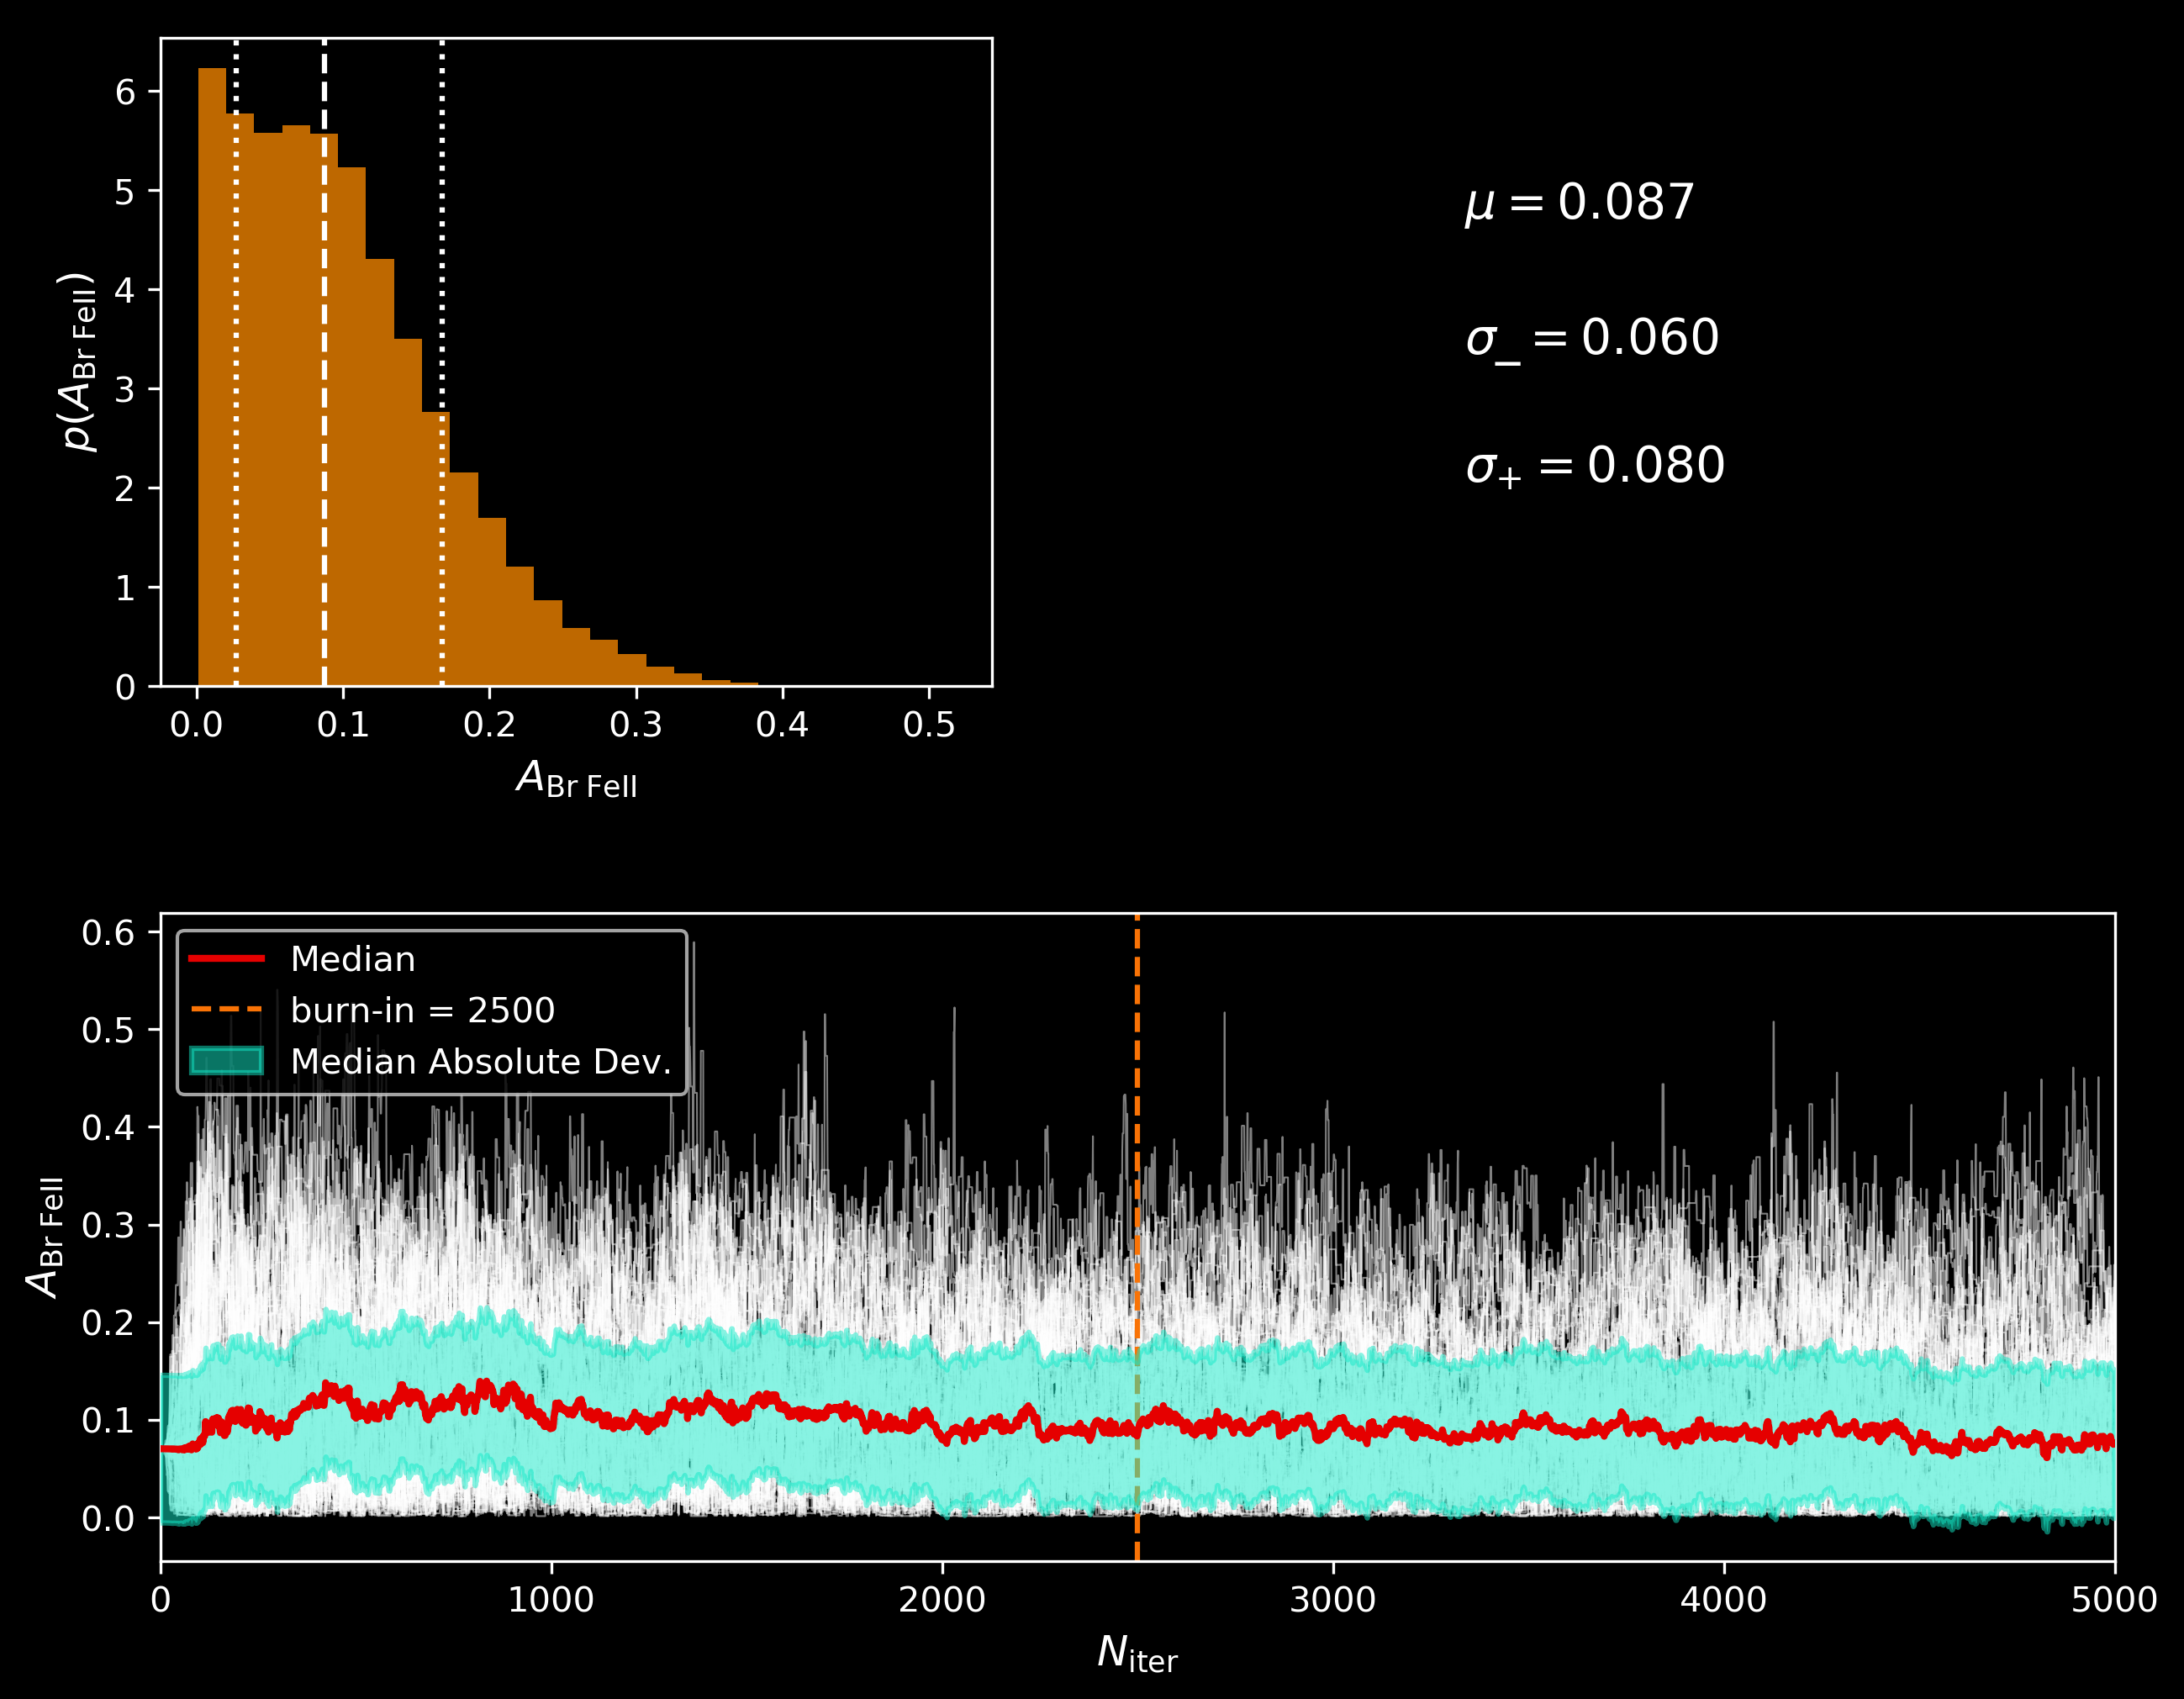 6
5
4
3
2
1
0
p(A_Br FeII)
0.0 0.1 0.2 0.3 0.4 0.5
A_Br FeII
μ = 0.087
σ_− = 0.060
σ_+ = 0.080
0.6
0.5
0.4
0.3
0.2
0.1
0.0
A_Br FeII
Median
burn-in = 2500
Median Absolute Dev.
0 1000 2000 3000 4000 5000
N_iter